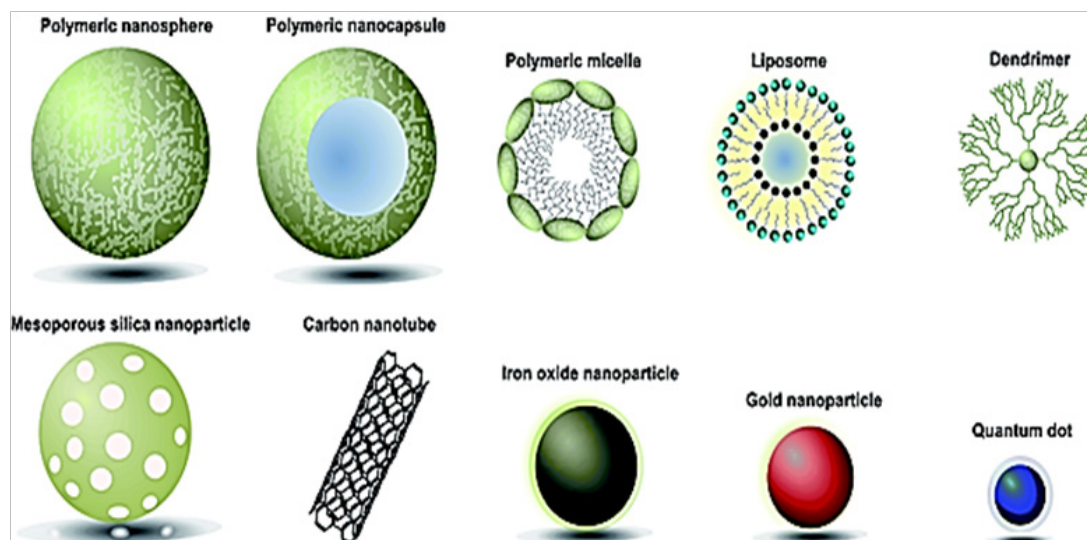 Polymeric nanosphere
Polymeric nanocapsule
Polymeric micelle
Liposome
Dendrimer
Mesoporous silica nanoparticle
Carbon nanotube
Iron oxide nanoparticle
Gold nanoparticle
Quantum dot